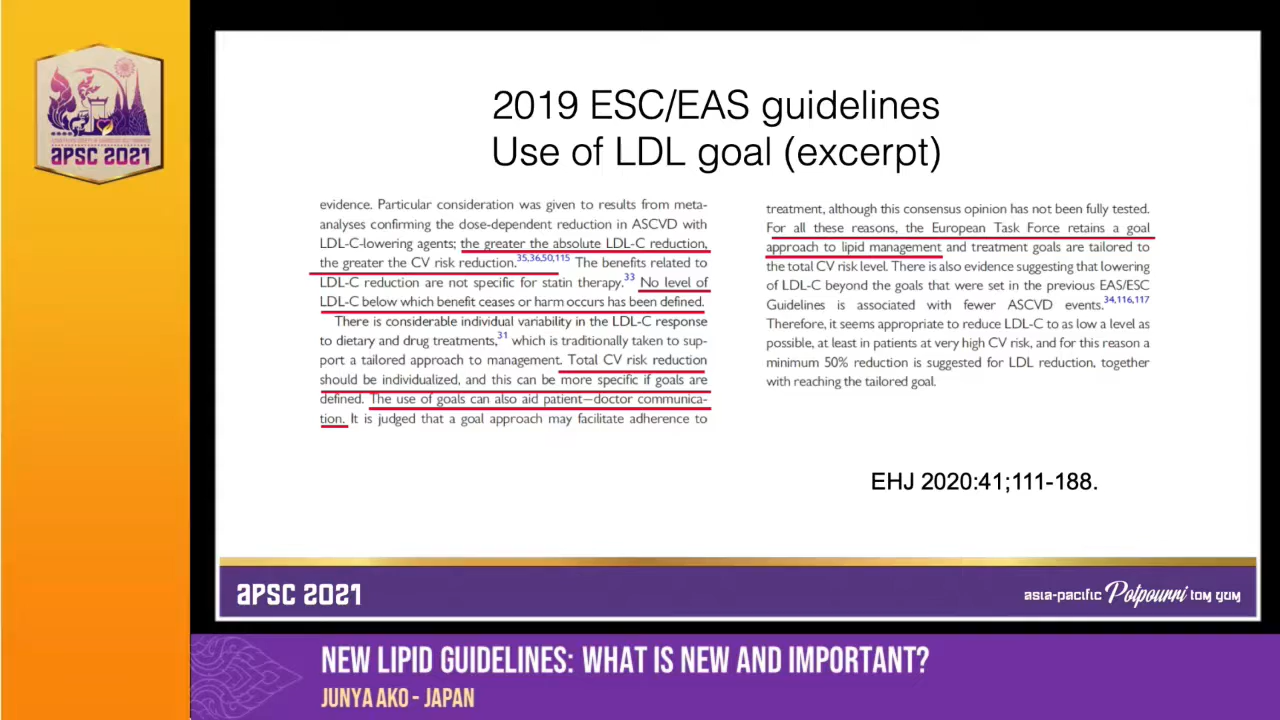 aPSC 2021
2019 ESC/EAS guidelines
Use of LDL goal (excerpt)
evidence. Particular consideration was given to results from meta-
analyses confirming the dose-dependent reduction in ASCVD with
LDL-C-lowering agents; the greater the absolute LDL-C reduction,
the greater the CV risk reduction.35,36,50,115 The benefits related to
LDL-C reduction are not specific for statin therapy.33 No level of
LDL-C below which benefit ceases or harm occurs has been defined.
There is considerable individual variability in the LDL-C response
to dietary and drug treatments,31 which is traditionally taken to sup-
port a tailored approach to management. Total CV risk reduction
should be individualized, and this can be more specific if goals are
defined. The use of goals can also aid patient–doctor communica-
tion. It is judged that a goal approach may facilitate adherence to
treatment, although this consensus opinion has not been fully tested.
For all these reasons, the European Task Force retains a goal
approach to lipid management and treatment goals are tailored to
the total CV risk level. There is also evidence suggesting that lowering
of LDL-C beyond the goals that were set in the previous EAS/ESC
Guidelines is associated with fewer ASCVD events.34,116,117
Therefore, it seems appropriate to reduce LDL-C to as low a level as
possible, at least in patients at very high CV risk, and for this reason a
minimum 50% reduction is suggested for LDL reduction, together
with reaching the tailored goal.
EHJ 2020:41;111-188.
aPSC 2021
asia-pacific Potpourri tom yum
NEW LIPID GUIDELINES: WHAT IS NEW AND IMPORTANT?
JUNYA AKO - JAPAN